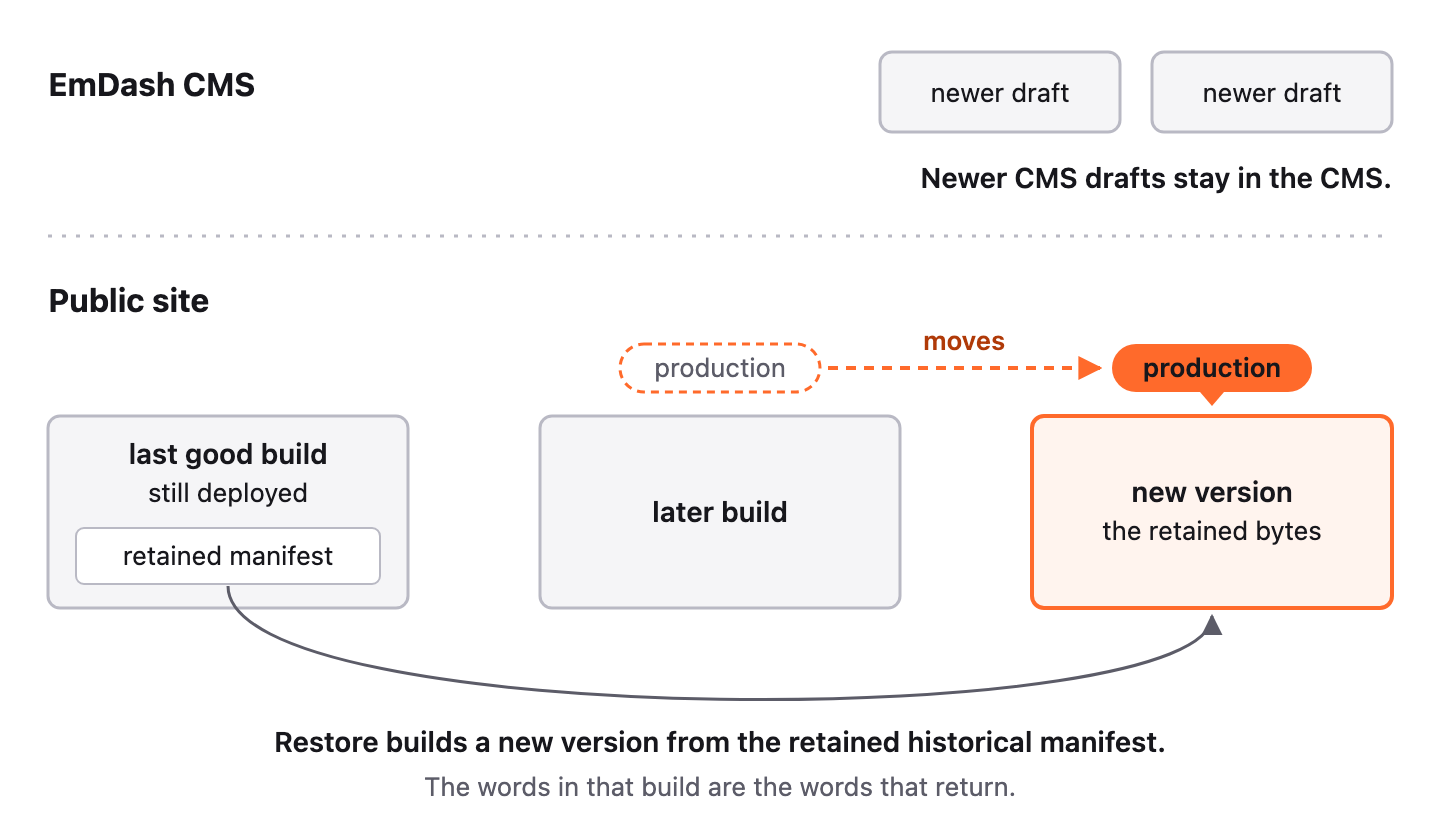 EmDash CMS
newer draft
newer draft
Newer CMS drafts stay in the CMS.
Public site
production
moves
production
last good build
still deployed
retained manifest
later build
new version
the retained bytes
Restore builds a new version from the retained historical manifest.
The words in that build are the words that return.